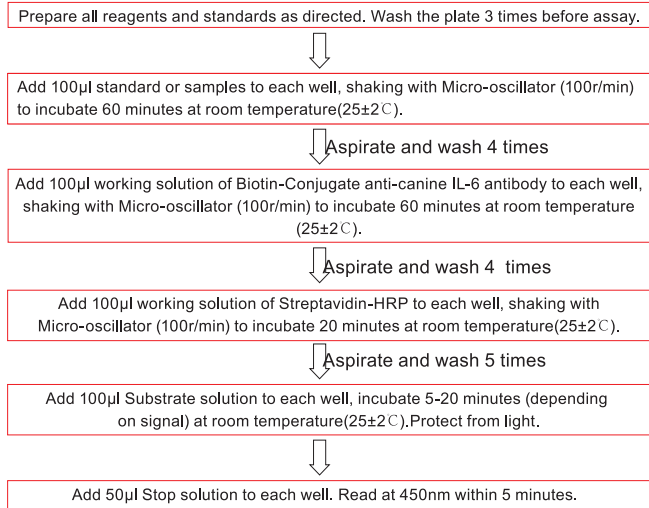 Prepare all reagents and standards as directed. Wash the plate 3 times before assay.
Add 100μl standard or samples to each well, shaking with Micro-oscillator (100r/min)
to incubate 60 minutes at room temperature(25±2℃).
Aspirate and wash 4 times
Add 100μl working solution of Biotin-Conjugate anti-canine IL-6 antibody to each well,
shaking with Micro-oscillator (100r/min) to incubate 60 minutes at room temperature
(25±2℃).
Aspirate and wash 4 times
Add 100μl working solution of Streptavidin-HRP to each well, shaking with
Micro-oscillator (100r/min) to incubate 20 minutes at room temperature(25±2℃).
Aspirate and wash 5 times
Add 100μl Substrate solution to each well, incubate 5-20 minutes (depending
on signal) at room temperature(25±2℃).Protect from light.
Add 50μl Stop solution to each well. Read at 450nm within 5 minutes.